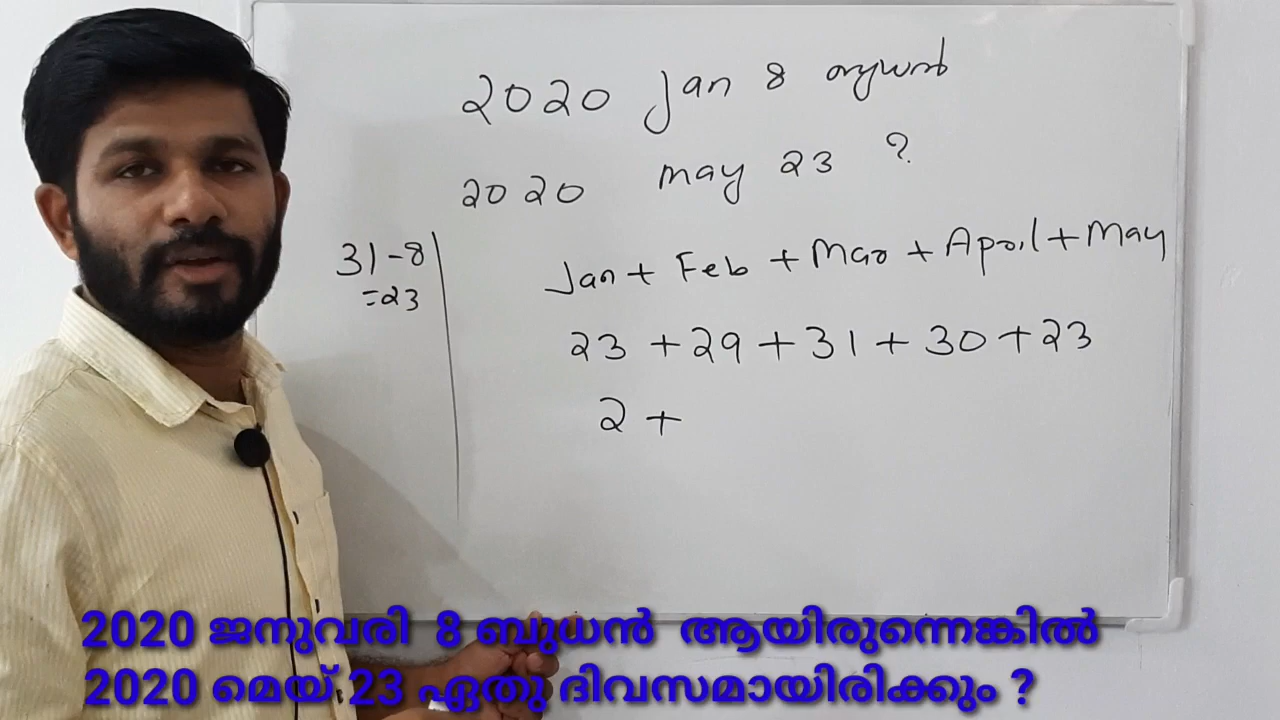 2020 Jan 8 ബുധൻ
2020 May 23 ?
31-8
=23
Jan + Feb + Mar + April + May
23 + 29 + 31 + 30 + 23
2 +
2020 ജനുവരി 8 ബുധൻ ആയിരുന്നെങ്കിൽ
2020 മെയ് 23 ഏതു ദിവസമായിരിക്കും ?